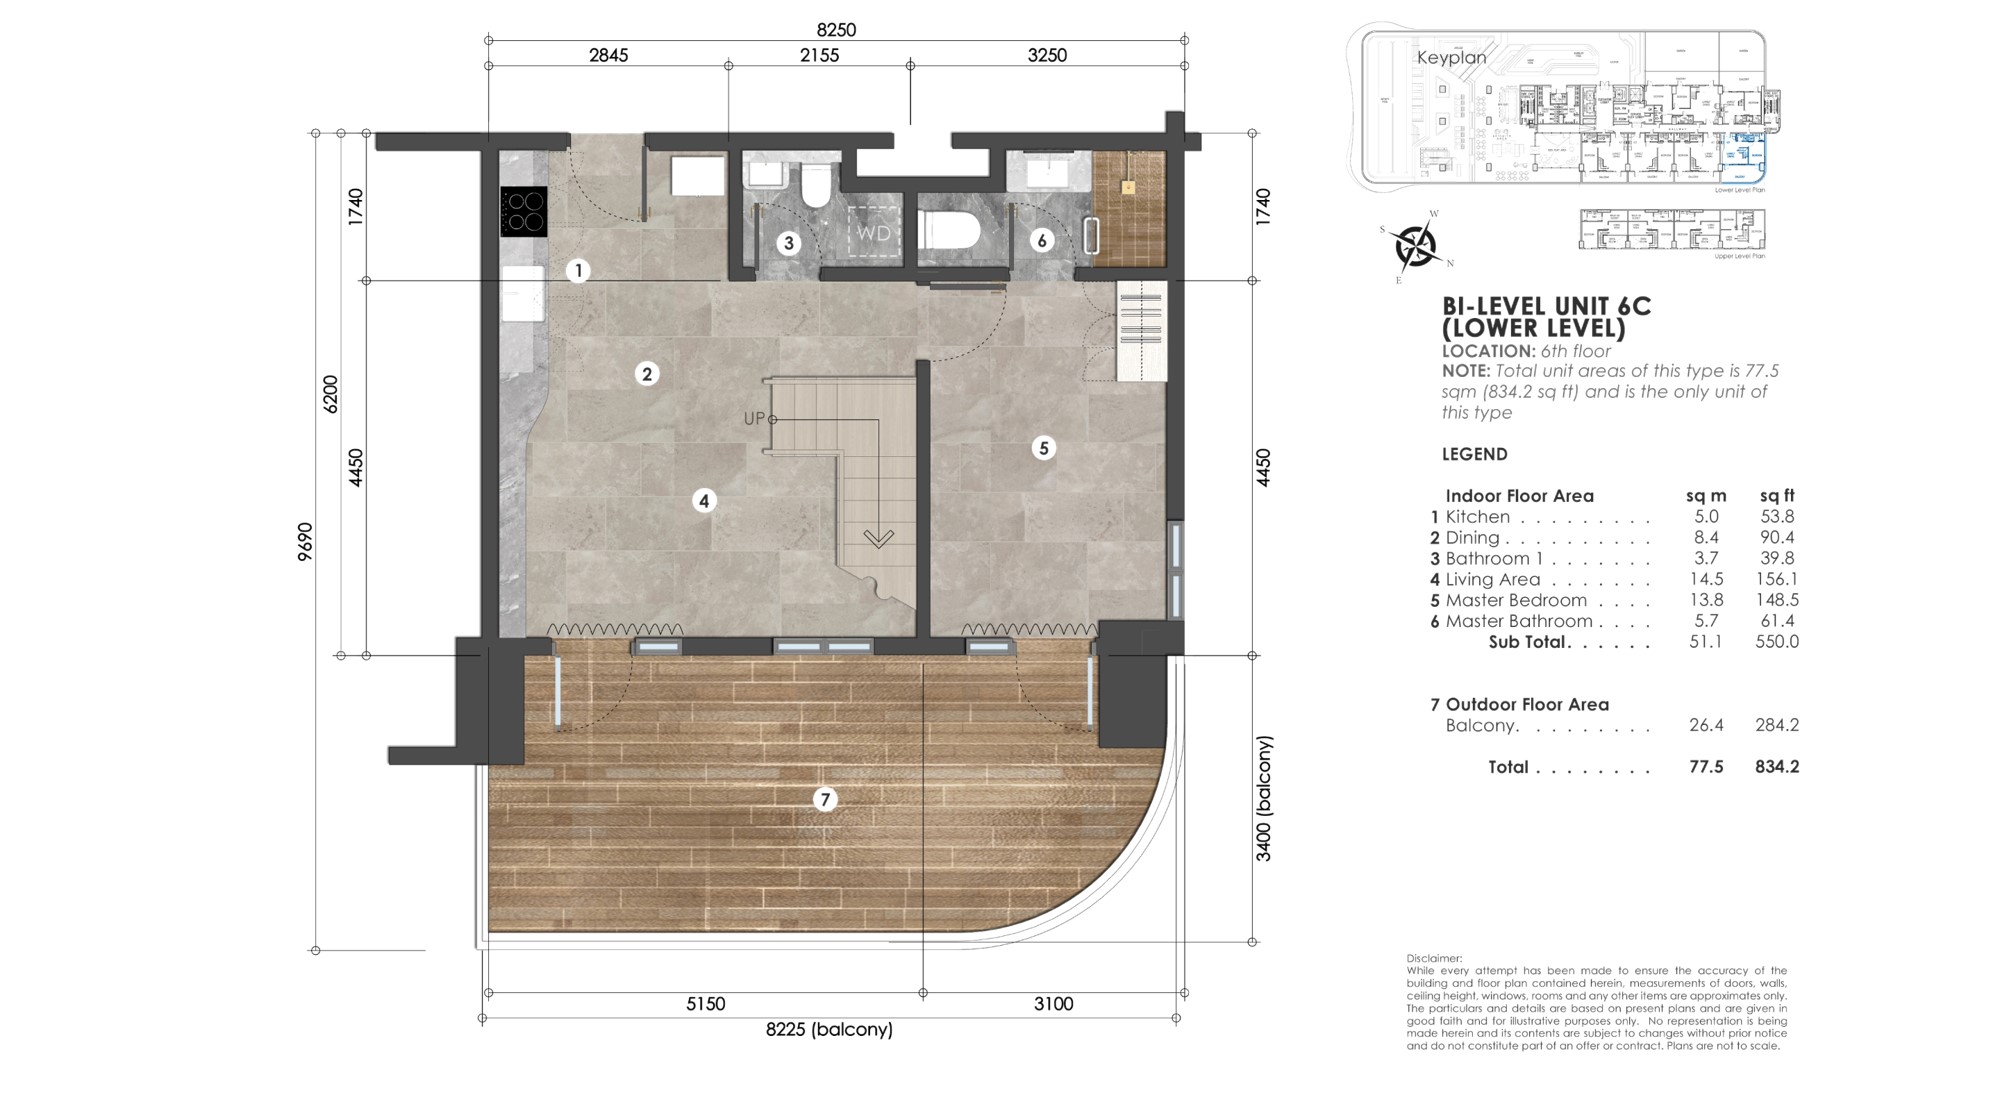 8250
2845
2155
3250
1740
6200
4450
9690
1740
4450
3400 (balcony)
1
2
3
WD
6
UP
5
4
7
5150
3100
8225 (balcony)
Keyplan
Lower Level Plan
Upper Level Plan
W
S
N
E
BI-LEVEL UNIT 6C
(LOWER LEVEL)
LOCATION: 6th floor
NOTE: Total unit areas of this type is 77.5
sqm (834.2 sq ft) and is the only unit of
this type
LEGEND
Indoor Floor Area sq m sq ft
1 Kitchen . . . . . . . . . 5.0 53.8
2 Dining . . . . . . . . . . 8.4 90.4
3 Bathroom 1 . . . . . . . 3.7 39.8
4 Living Area . . . . . . . 14.5 156.1
5 Master Bedroom . . . . 13.8 148.5
6 Master Bathroom . . . . 5.7 61.4
Sub Total. . . . . . 51.1 550.0
7 Outdoor Floor Area
Balcony. . . . . . . . . 26.4 284.2
Total . . . . . . . . 77.5 834.2
Disclaimer:
While every attempt has been made to ensure the accuracy of the
building and floor plan contained herein, measurements of doors, walls,
ceiling height, windows, rooms and any other items are approximates only.
The particulars and details are based on present plans and are given in
good faith and for illustrative purposes only. No representation is being
made herein and its contents are subject to changes without prior notice
and do not constitute part of an offer or contract. Plans are not to scale.